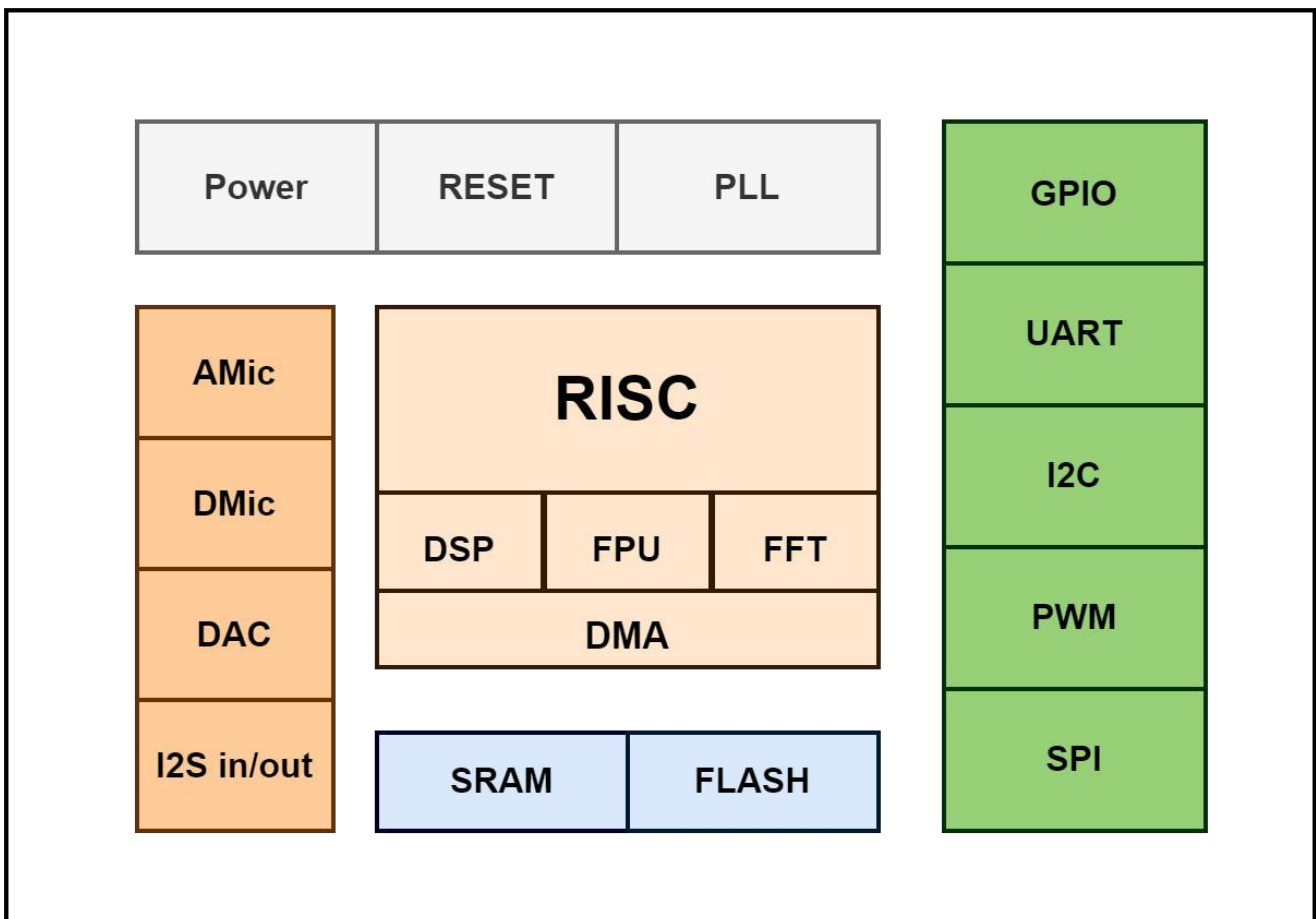 Power
RESET
PLL
GPIO
UART
I2C
PWM
SPI
AMic
DMic
DAC
I2S in/out
RISC
DSP
FPU
FFT
DMA
SRAM
FLASH